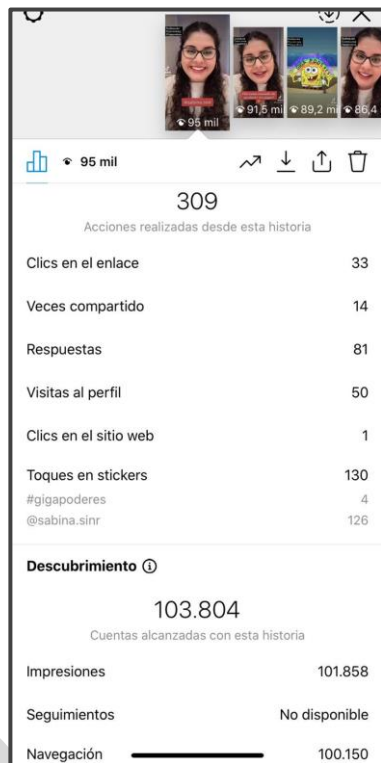 95 mil
91,5 mi
89,2 mi
86,4
95 mil
309
Acciones realizadas desde esta historia
Clics en el enlace 33
Veces compartido 14
Respuestas 81
Visitas al perfil 50
Clics en el sitio web 1
Toques en stickers 130
#gigapoderes 4
@sabina.sinr 126
Descubrimiento
103.804
Cuentas alcanzadas con esta historia
Impresiones 101.858
Seguimientos No disponible
Navegación 100.150